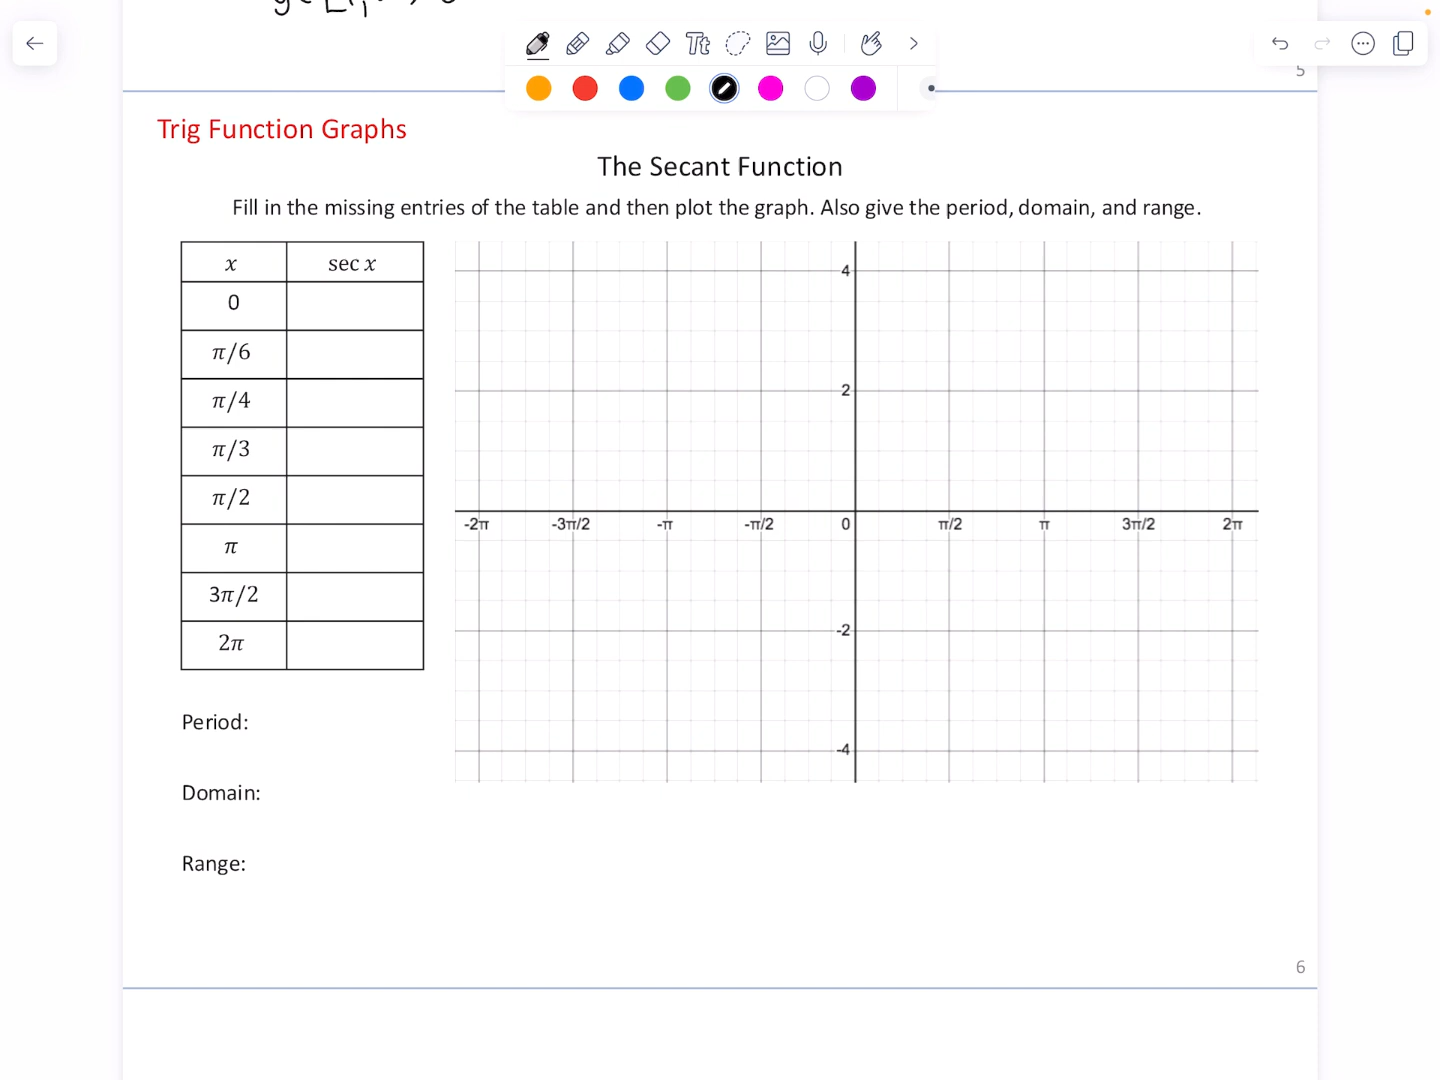 Tt
5
Trig Function Graphs
The Secant Function
Fill in the missing entries of the table and then plot the graph. Also give the period, domain, and range.
x sec x
0
π/6
π/4
π/3
π/2
π
3π/2
2π
4
2
-2π -3π/2 -π -π/2 0 π/2 π 3π/2 2π
-2
-4
Period:
Domain:
Range:
6